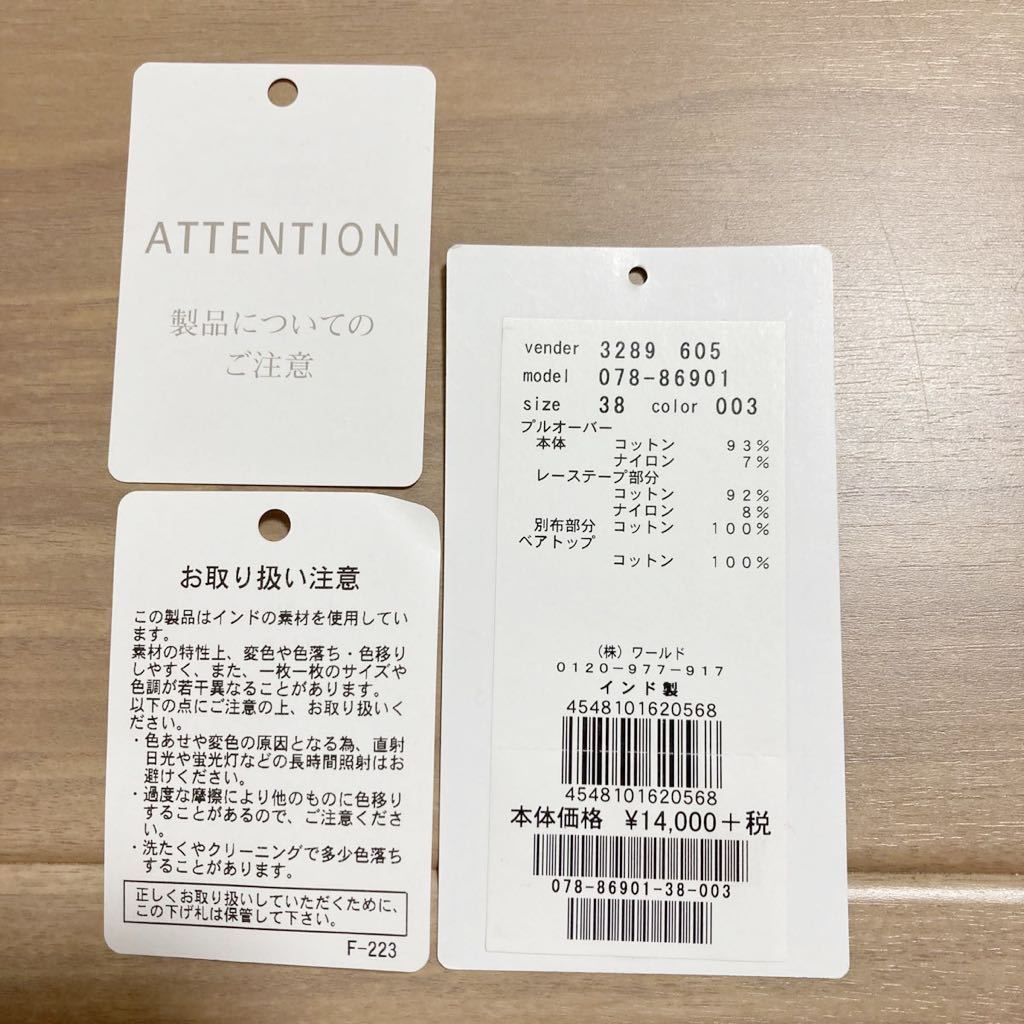 ATTENTION
製品についての
ご注意
お取り扱い注意
この製品はインドの素材を使用してい
ます。
素材の特性上、変色や色落ち・色移り
しやすく、また、一枚一枚のサイズや
色調が若干異なることがあります。
以下の点にご注意の上、お取り扱いく
ださい。
・色あせや変色の原因となる為、直射
日光や蛍光灯などの長時間照射はお
避けください。
・過度な摩擦により他のものに色移り
することがあるので、ご注意くださ
い。
・洗たくやクリーニングで多少色落ち
することがあります。
正しくお取り扱いしていただくために、
この下げ札は保管して下さい。
F-223
vender 3289 605
model 078-86901
size 38 color 003
プルオーバー
本体 コットン 93%
ナイロン 7%
レーステープ部分
コットン 92%
ナイロン 8%
別布部分 コットン 100%
ベアトップ
コットン 100%
（株）ワールド
0120-977-917
インド製
4548101620568
4548101620568
本体価格 ¥14,000+税
078-86901-38-003